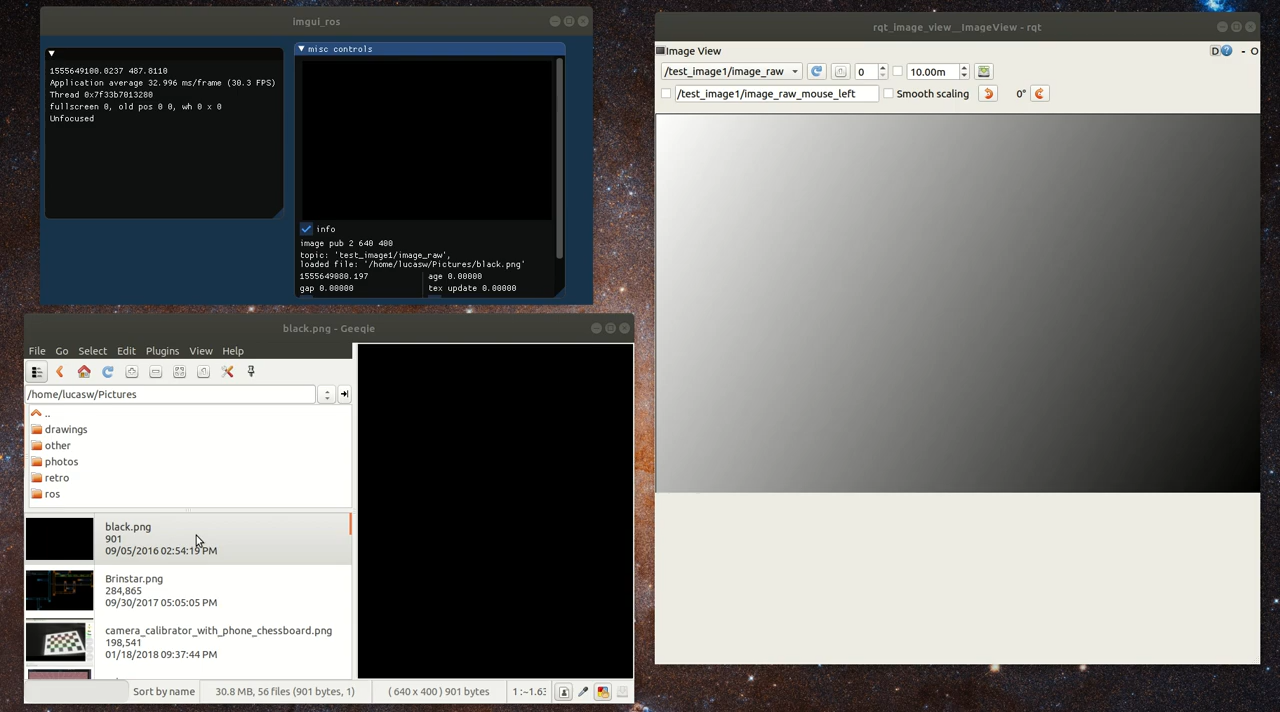 imgui_ros
misc controls
1555649100.0237 487.8110
Application average 32.996 ms/frame (30.3 FPS)
Thread 0x7f33b7013280
fullscreen 0, old pos 0 0, wh 0 x 0
Unfocused
info
image pub 2 640 400
topic: 'test_image1/image_raw',
loaded file: '/home/lucasw/Pictures/black.png'
1555649080.197 age 0.00000
gap 0.00000 tex update 0.00000
rqt_image_view__ImageView - rqt
Image View
D ? - O
/test_image1/image_raw 0 10.00m
/test_image1/image_raw_mouse_left Smooth scaling 0°
black.png - Geeqie
File Go Select Edit Plugins View Help
/home/lucasw/Pictures
..
drawings
other
photos
retro
ros
black.png
901
09/05/2016 02:54:19 PM
Brinstar.png
284,865
09/30/2017 05:05:05 PM
camera_calibrator_with_phone_chessboard.png
198,541
01/18/2018 09:37:44 PM
Sort by name 30.8 MB, 56 files (901 bytes, 1) ( 640 x 400 ) 901 bytes 1 :~1.63